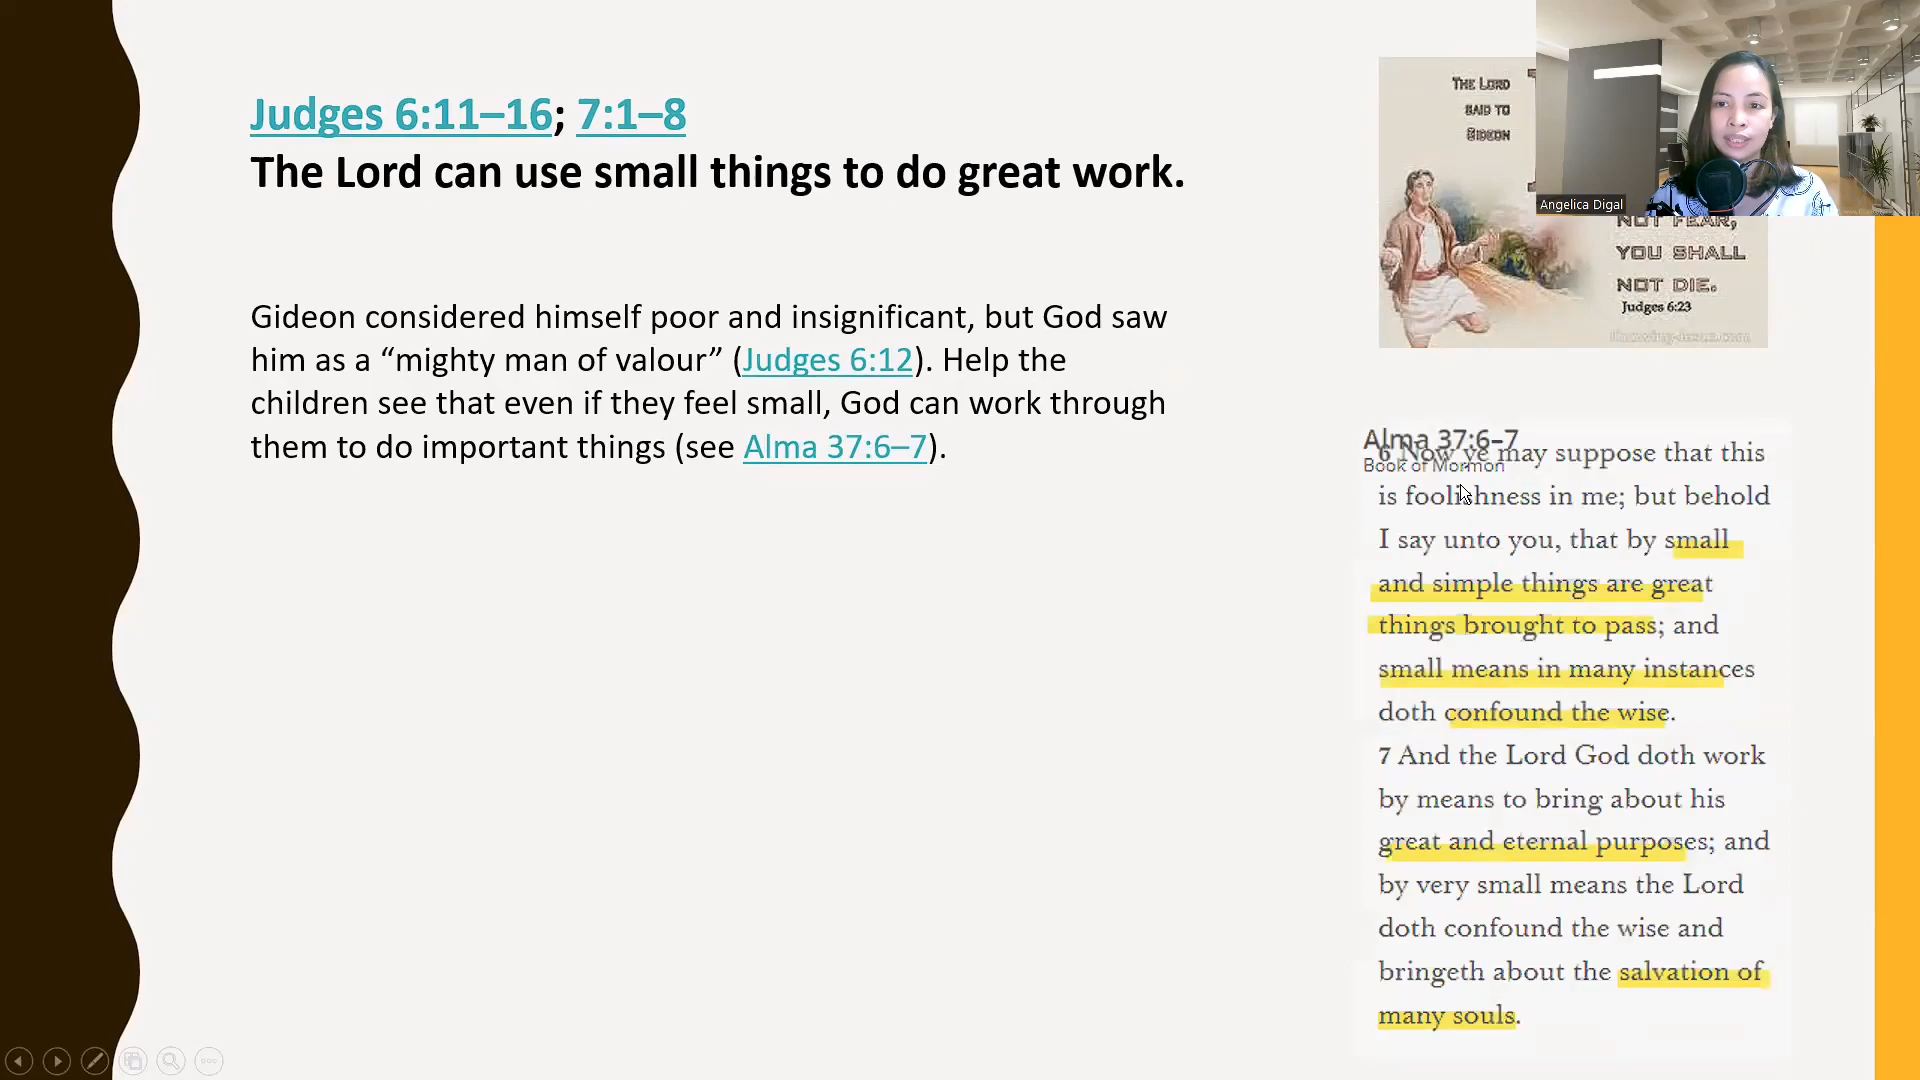 Judges 6:11–16; 7:1–8
The Lord can use small things to do great work.
Gideon considered himself poor and insignificant, but God saw
him as a “mighty man of valour” (Judges 6:12). Help the
children see that even if they feel small, God can work through
them to do important things (see Alma 37:6–7).
THE LORD
SAID TO
GIDEON
NOT FEAR,
YOU SHALL
NOT DIE.
Judges 6:23
Knowing-Jesus.com
Angelica Digal
Alma 37:6–7
Book of Mormon
6 Now ye may suppose that this
is foolishness in me; but behold
I say unto you, that by small
and simple things are great
things brought to pass; and
small means in many instances
doth confound the wise.
7 And the Lord God doth work
by means to bring about his
great and eternal purposes; and
by very small means the Lord
doth confound the wise and
bringeth about the salvation of
many souls.